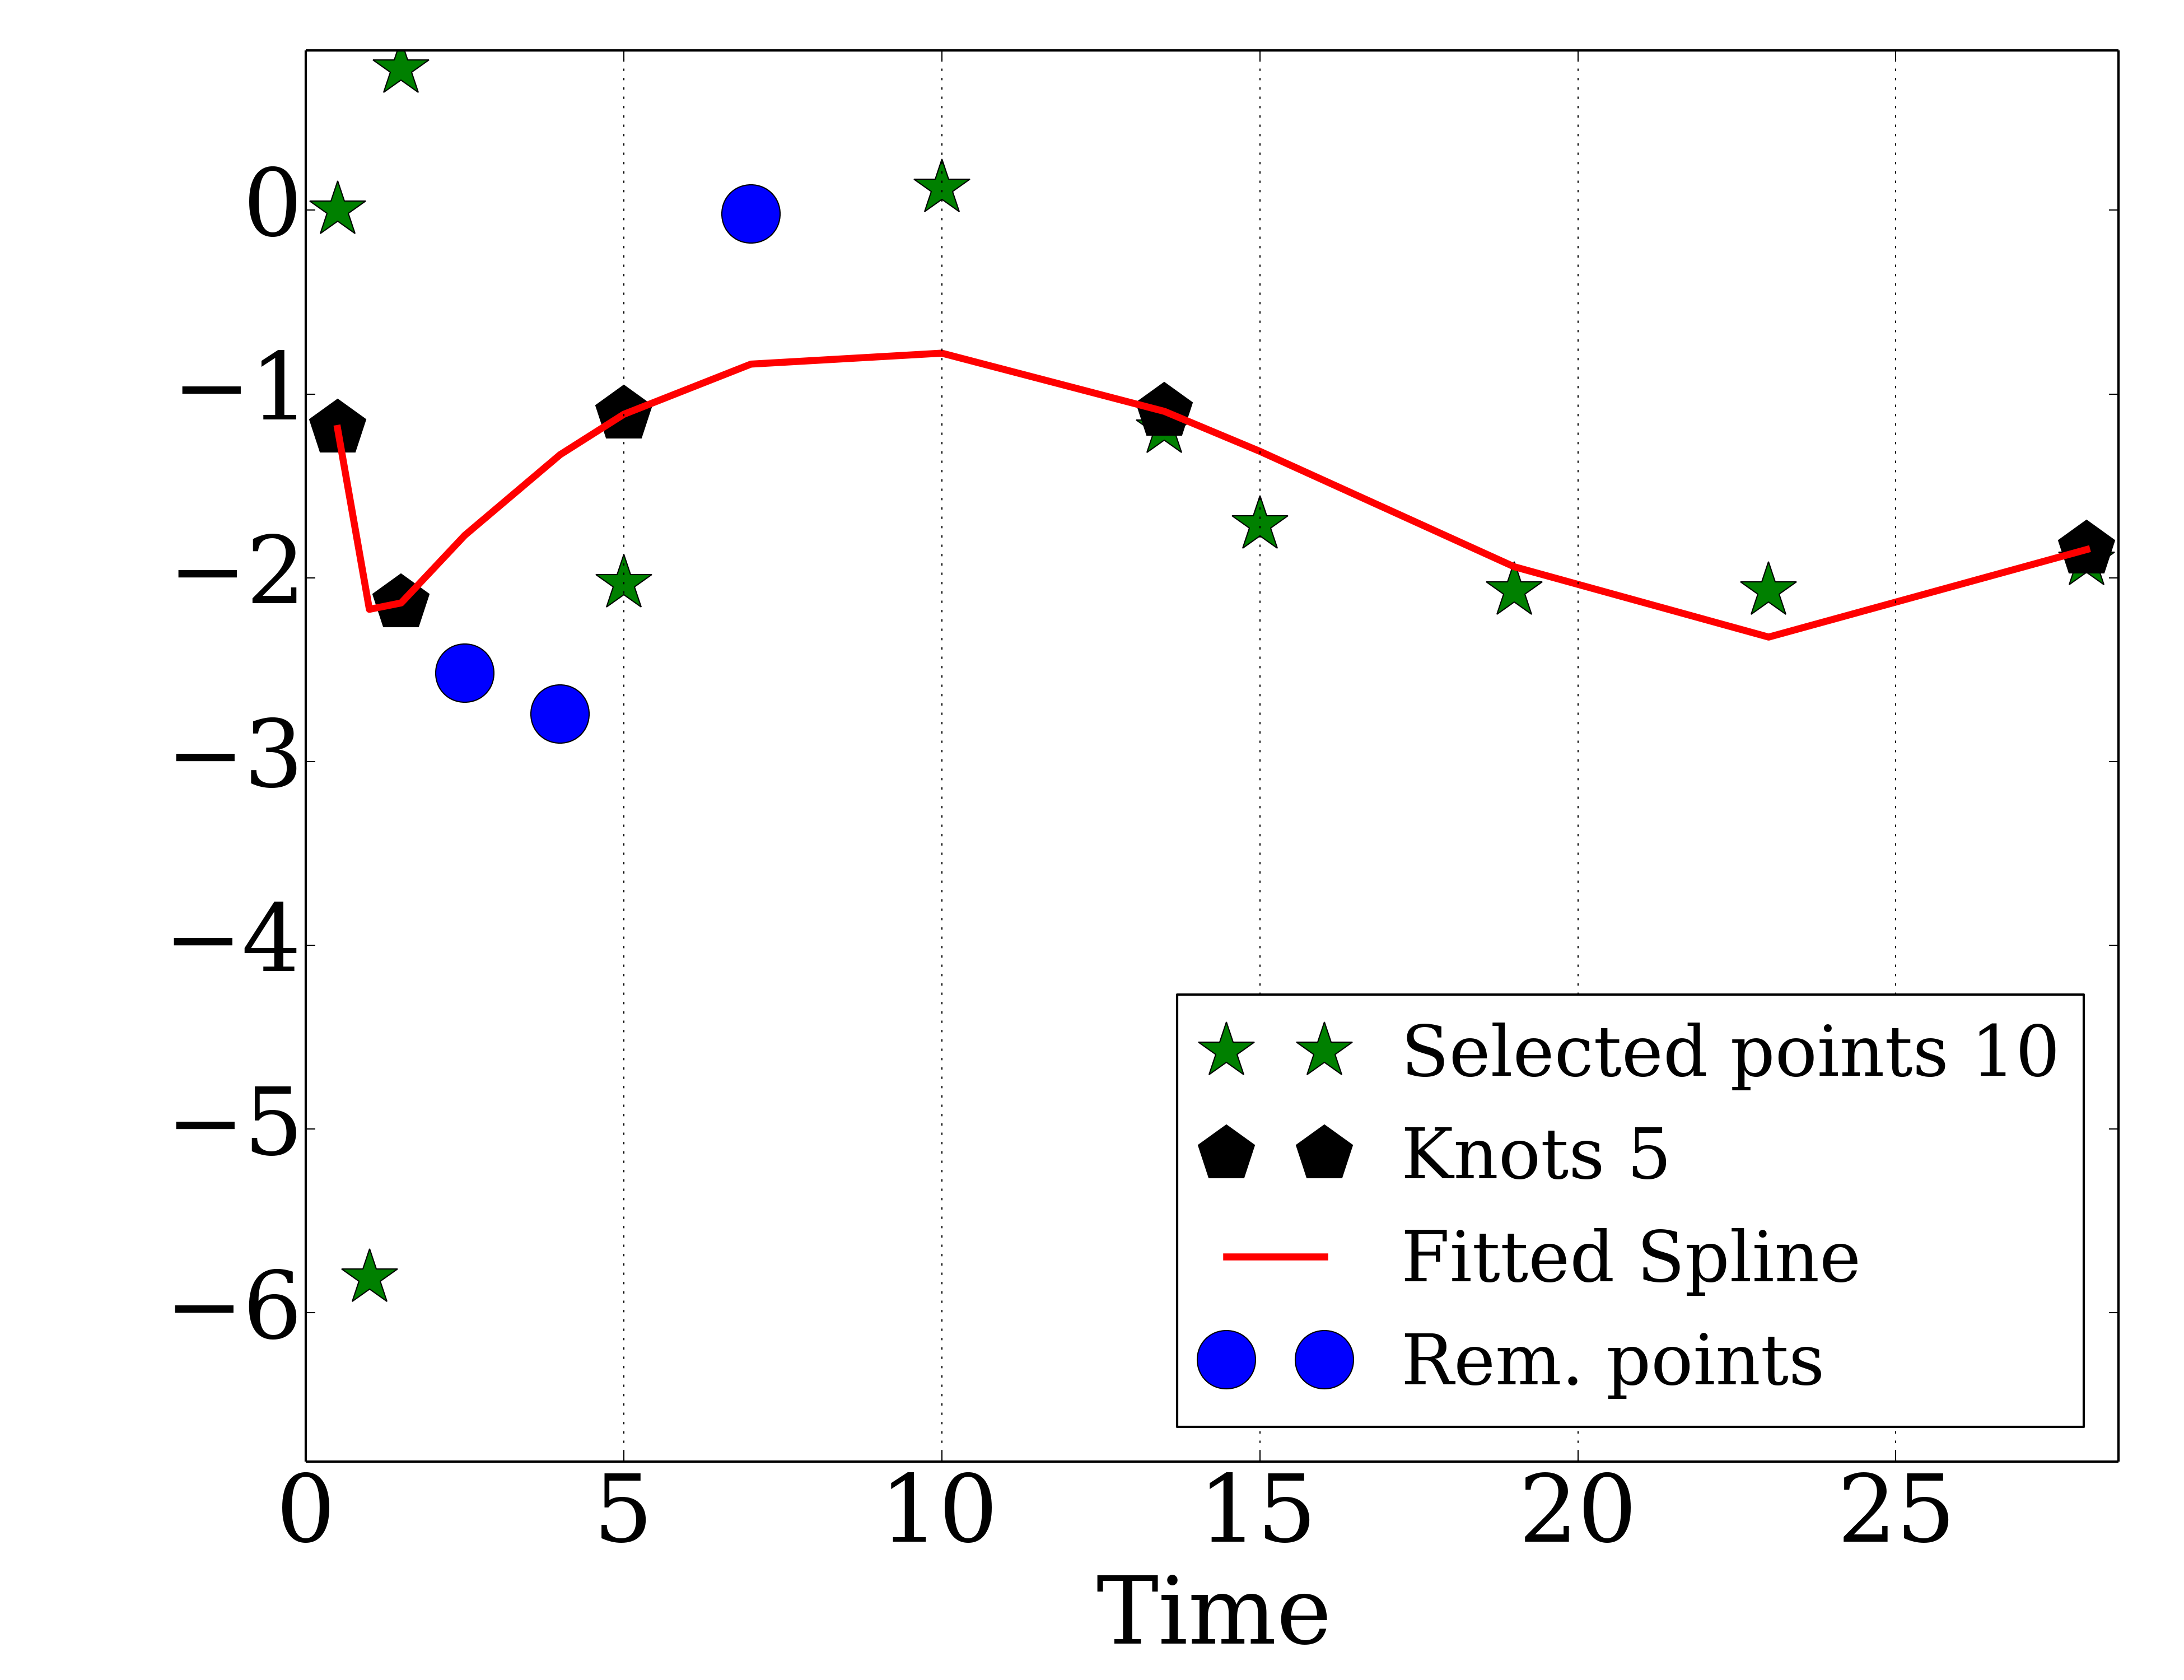 0
−1
−2
−3
−4
−5
−6
Selected points 10
Knots 5
Fitted Spline
Rem. points
0 5 10 15 20 25
Time